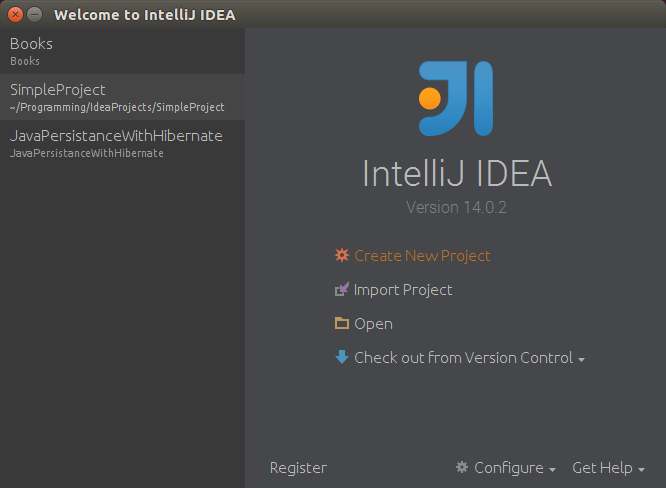 Welcome to IntelliJ IDEA
Books
Books
SimpleProject
~/Programming/IdeaProjects/SimpleProject
JavaPersistanceWithHibernate
JavaPersistanceWithHibernate
IntelliJ IDEA
Version 14.0.2
Create New Project
Import Project
Open
Check out from Version Control
Register
Configure
Get Help